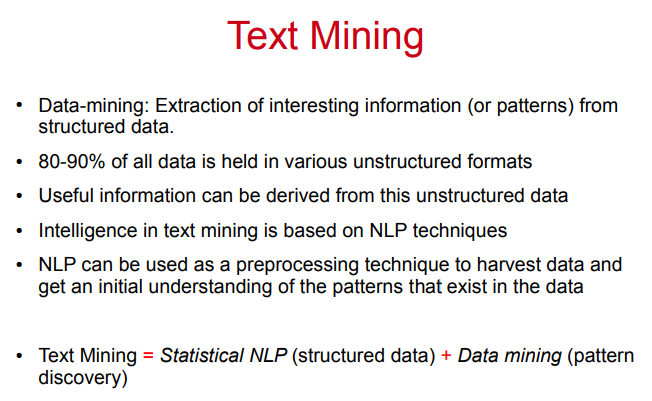 Text Mining
• Data-mining: Extraction of interesting information (or patterns) from
structured data.
• 80-90% of all data is held in various unstructured formats
• Useful information can be derived from this unstructured data
• Intelligence in text mining is based on NLP techniques
• NLP can be used as a preprocessing technique to harvest data and
get an initial understanding of the patterns that exist in the data
• Text Mining = Statistical NLP (structured data) + Data mining (pattern
discovery)